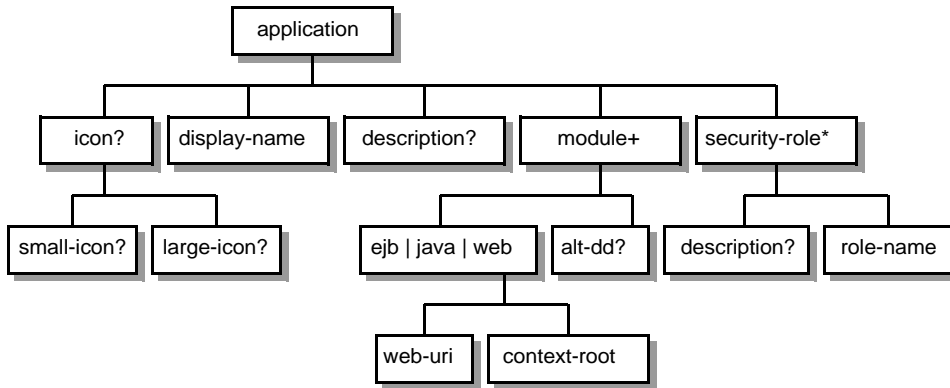 application
icon?
display-name
description?
module+
security-role*
small-icon?
large-icon?
ejb | java | web
alt-dd?
description?
role-name
web-uri
context-root